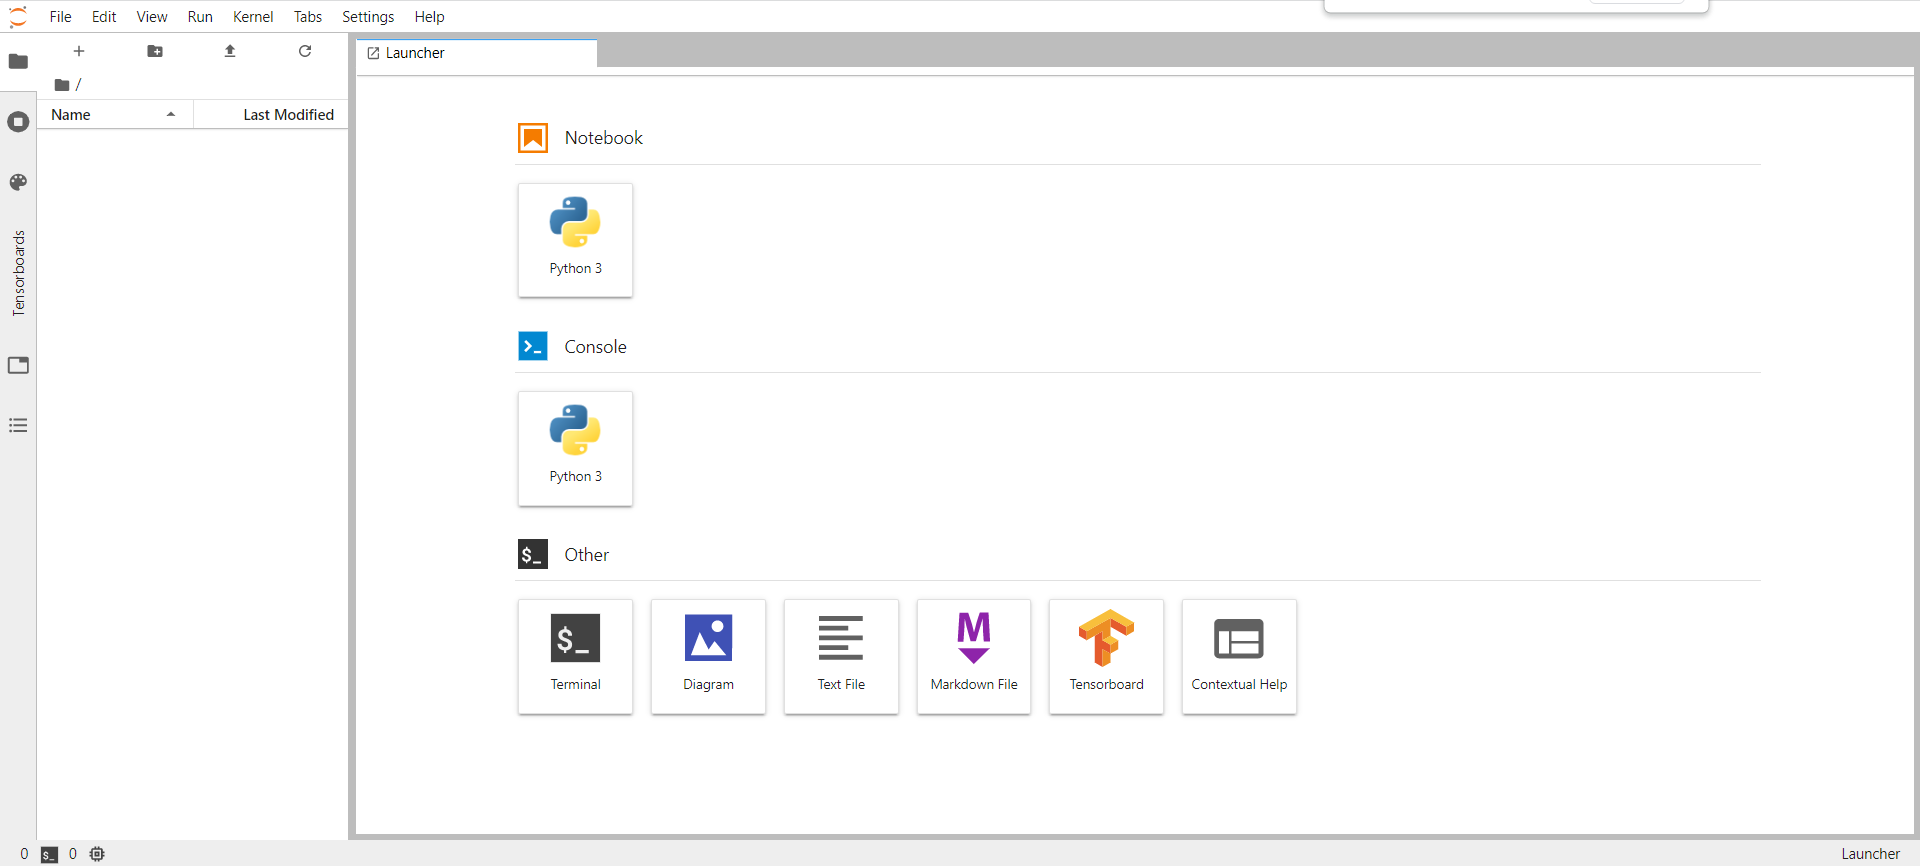 File Edit View Run Kernel Tabs Settings Help
Launcher
/
Name Last Modified
Tensorboards
Notebook
Python 3
Console
Python 3
$_ Other
$_
Terminal Diagram Text File Markdown File Tensorboard Contextual Help
0 $_ 0 Launcher